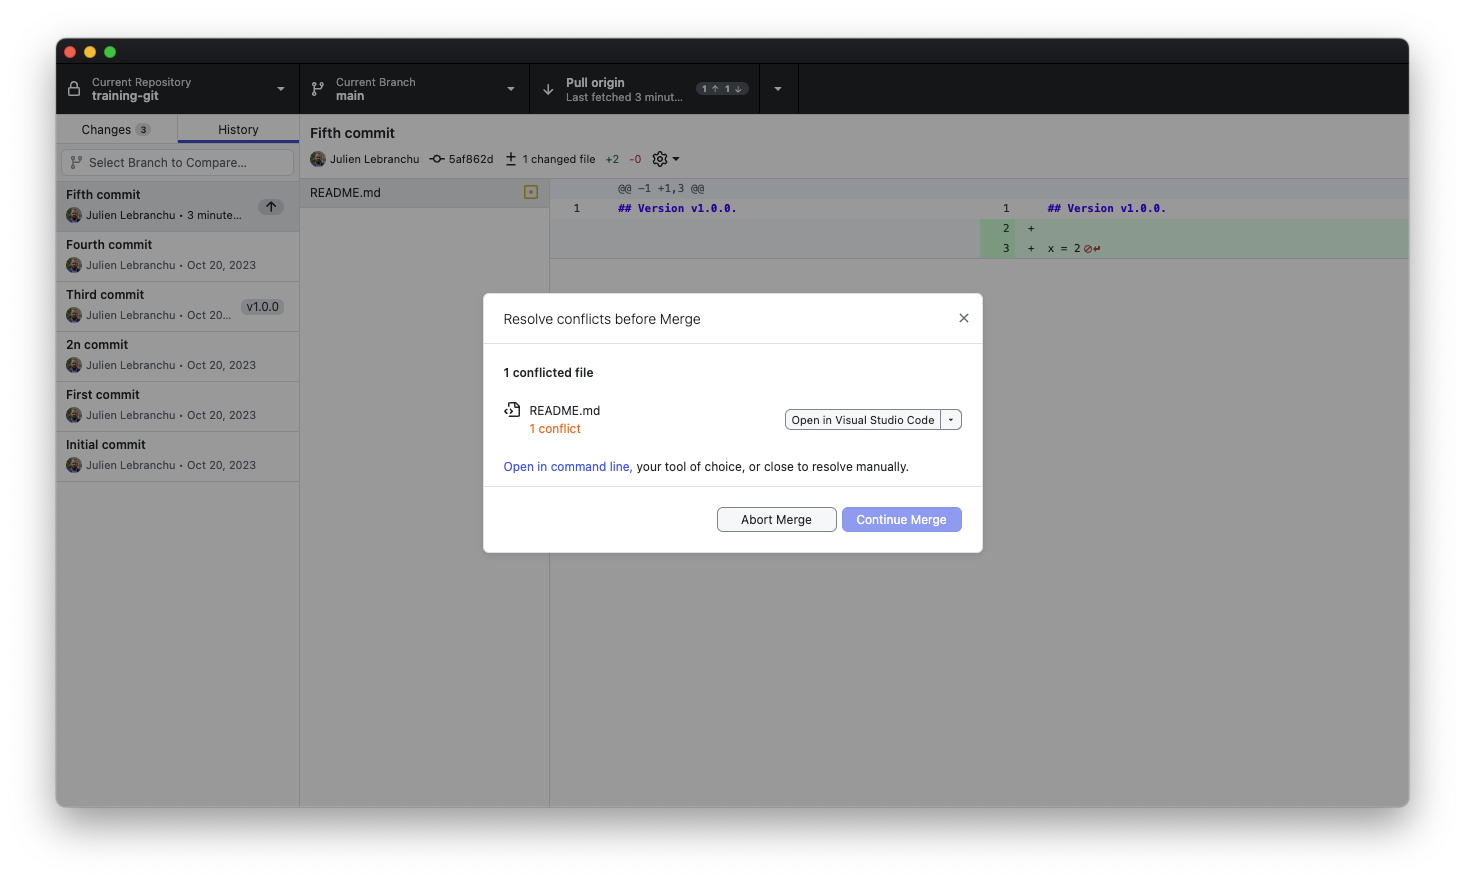 Current Repository
training-git
Current Branch
main
Pull origin
Last fetched 3 minut...
1 ↑ 1 ↓
Changes 3
History
Select Branch to Compare...
Fifth commit
Julien Lebranchu • 3 minute...
Fourth commit
Julien Lebranchu • Oct 20, 2023
Third commit
Julien Lebranchu • Oct 20...
v1.0.0
2n commit
Julien Lebranchu • Oct 20, 2023
First commit
Julien Lebranchu • Oct 20, 2023
Initial commit
Julien Lebranchu • Oct 20, 2023
Fifth commit
Julien Lebranchu 5af862d 1 changed file +2 -0
README.md
@@ -1 +1,3 @@
1 ## Version v1.0.0.
1 ## Version v1.0.0.
2 +
3 + x = 2
Resolve conflicts before Merge
1 conflicted file
README.md
1 conflict
Open in Visual Studio Code
Open in command line, your tool of choice, or close to resolve manually.
Abort Merge
Continue Merge